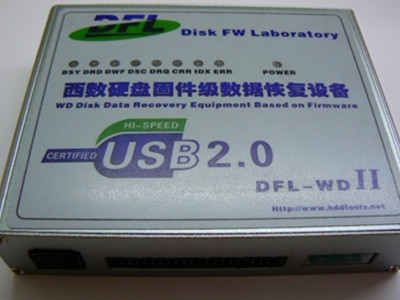 DFL Disk FW Laboratory
BSY DRD DWF DSC DRQ CRR IDX ERR POWER
西数硬盘固件级数据恢复设备
WD Disk Data Recovery Equipment Based on Firmware
HI-SPEED
CERTIFIED USB 2.0
DFL-WD II
Http://www.hddtools.net